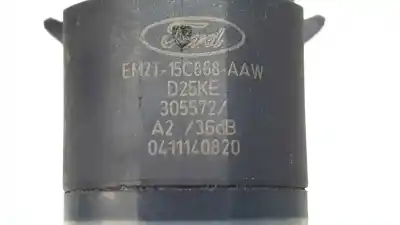 Ford
EM2T-15C868-AAW
D25KE
305572/
A2 /36dB
0411140820